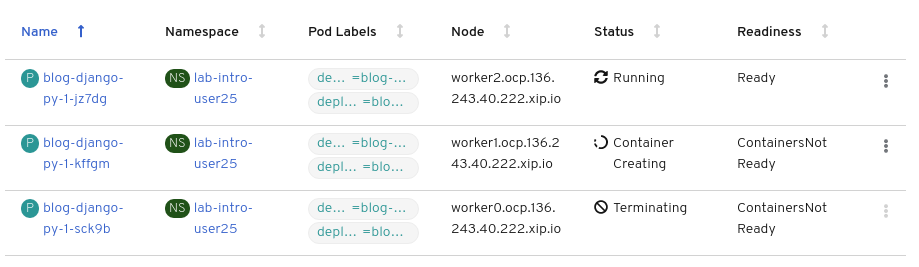 Name Namespace Pod Labels Node Status Readiness
P blog-django- NS lab-intro- de... =blog-... worker2.ocp.136. Running Ready
py-1-jz7dg user25 depl... =blo... 243.40.222.xip.io
P blog-django- NS lab-intro- de... =blog-... worker1.ocp.136.2 Container ContainersNot
py-1-kffgm user25 depl... =blo... 43.40.222.xip.io Creating Ready
P blog-django- NS lab-intro- de... =blog-... worker0.ocp.136. Terminating ContainersNot
py-1-sck9b user25 depl... =blo... 243.40.222.xip.io Ready